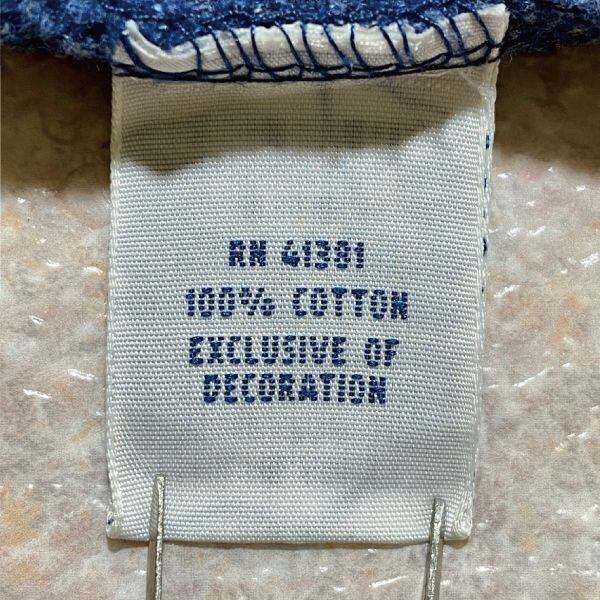 RN 41381
100% COTTON
EXCLUSIVE OF
DECORATION